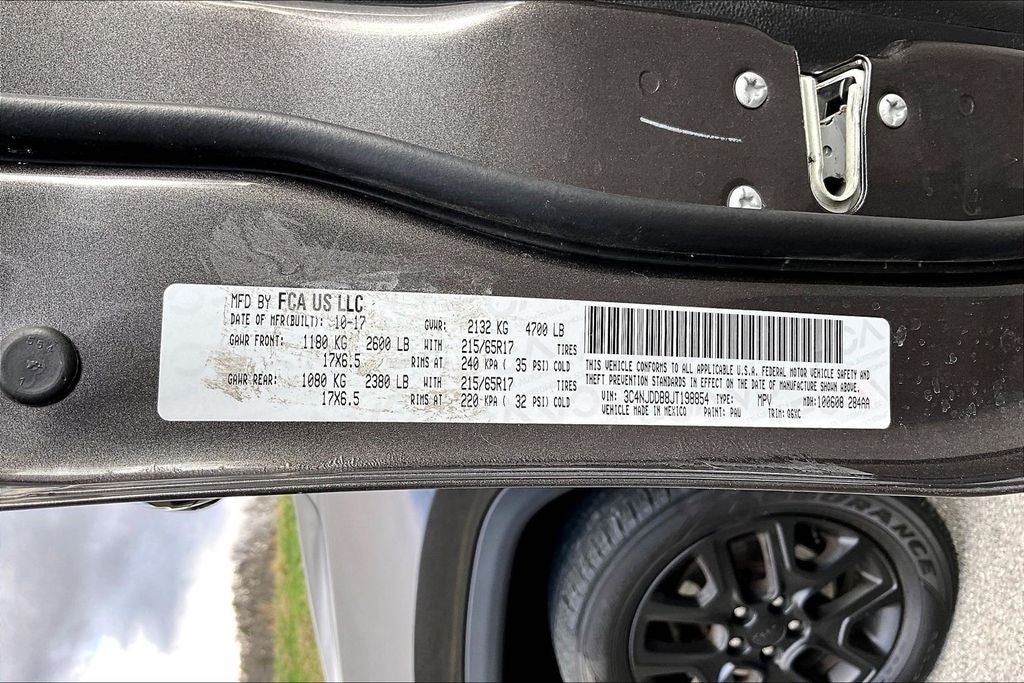 MFD BY FCA US LLC
DATE OF MFR(BUILT): 10-17 GVWR: 2132 KG 4700 LB
GAWR FRONT: 1180 KG 2600 LB WITH 215/65R17 TIRES
17X6.5 RIMS AT 240 KPA ( 35 PSI) COLD
GAWR REAR: 1080 KG 2380 LB WITH 215/65R17 TIRES
17X6.5 RIMS AT 220 KPA ( 32 PSI) COLD
THIS VEHICLE CONFORMS TO ALL APPLICABLE U.S.A. FEDERAL MOTOR VEHICLE SAFETY AND
THEFT PREVENTION STANDARDS IN EFFECT ON THE DATE OF MANUFACTURE SHOWN ABOVE.
VIN: 3C4NJDDB8JT198854 TYPE: MPV MDH:100608 284AA
VEHICLE MADE IN MEXICO PAINT: PAU TRIM: Q6XC
552
1